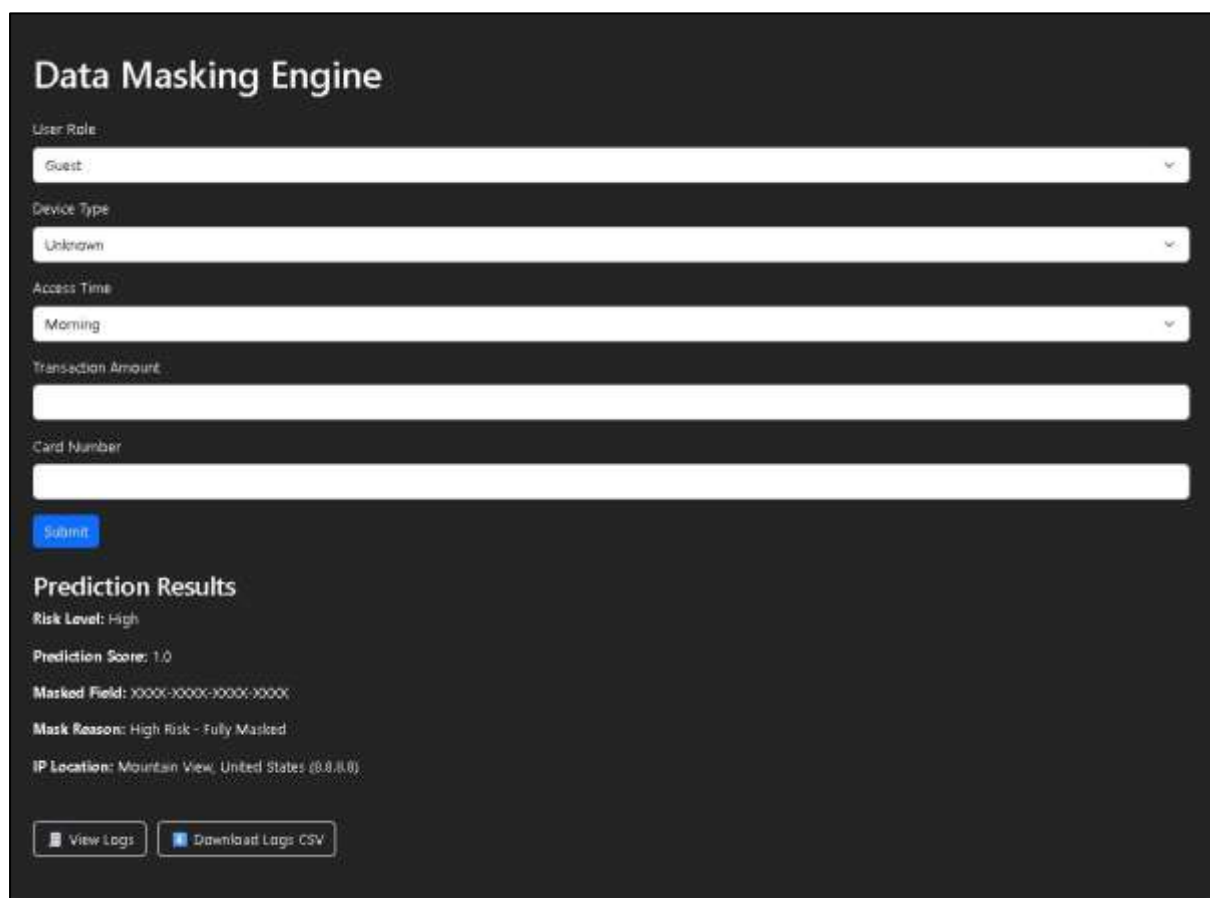 Data Masking Engine
User Role
Guest
Device Type
Unknown
Access Time
Morning
Transaction Amount
Card Number
Submit
Prediction Results
Risk Level: High
Prediction Score: 1.0
Masked Field: XXXX-XXXX-XXXX-XXXX
Mask Reason: High Risk - Fully Masked
IP Location: Mountain View, United States (8.8.8.8)
View Logs Download Logs CSV